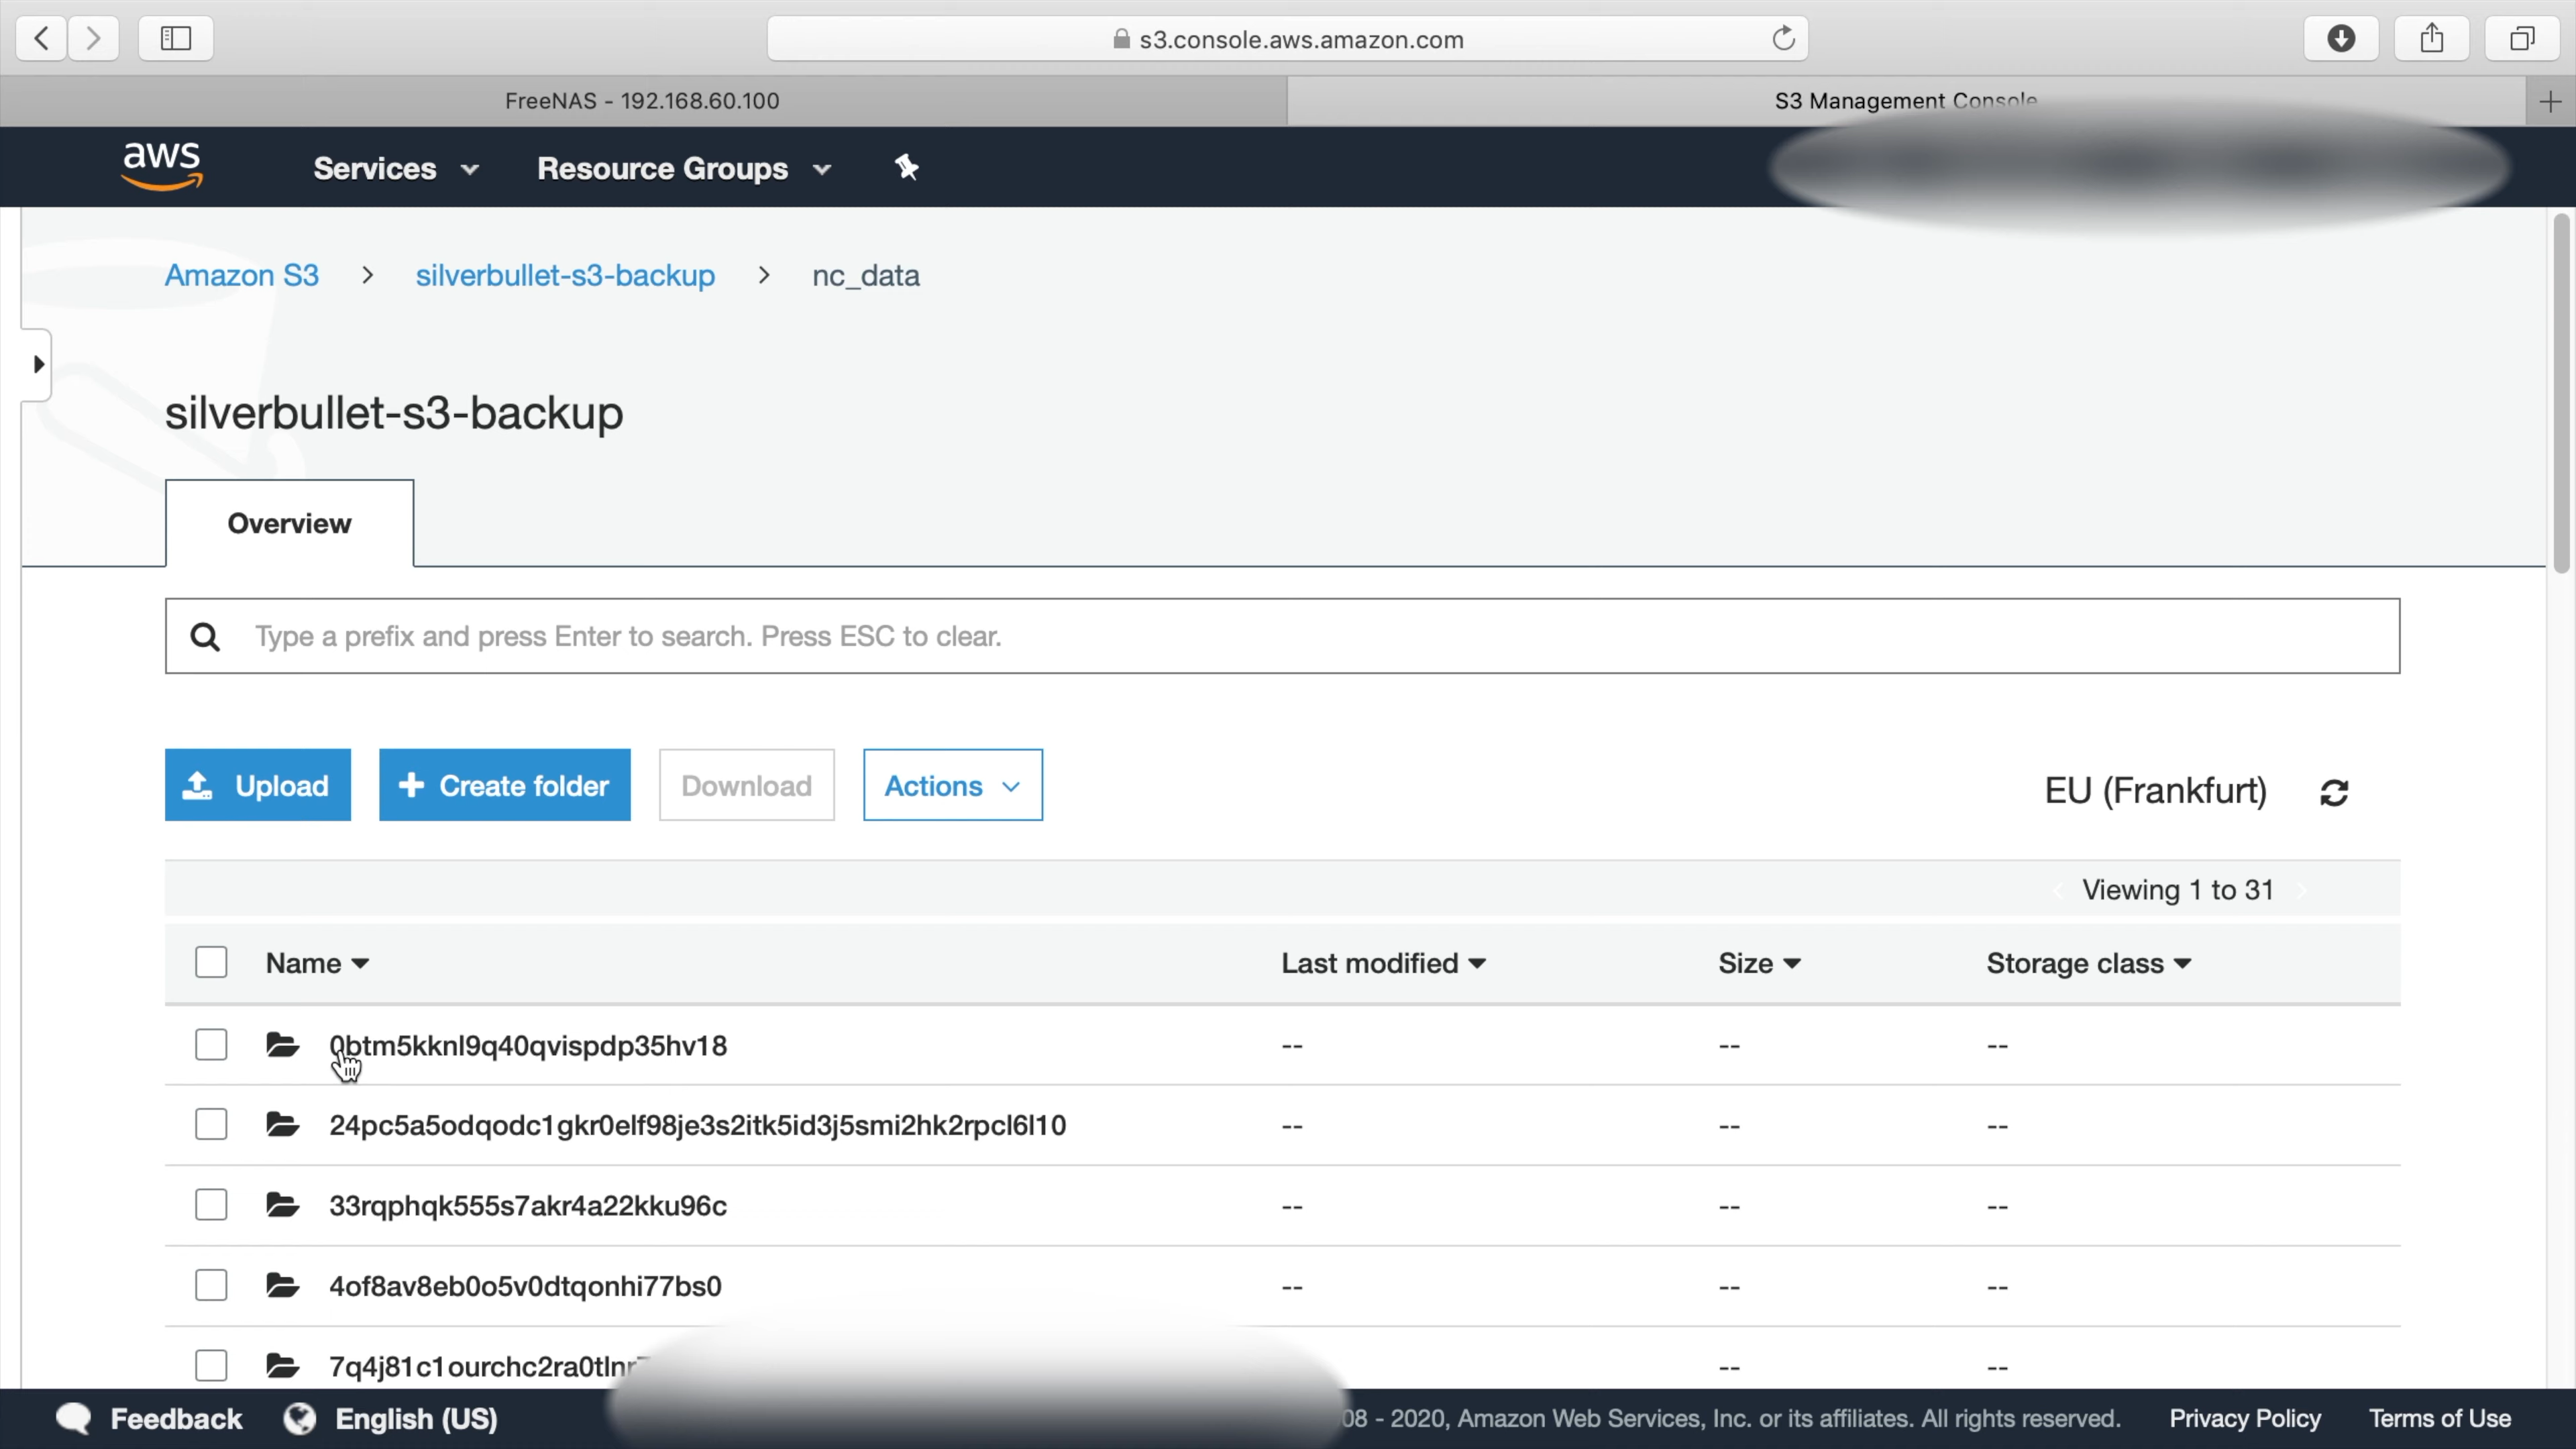 s3.console.aws.amazon.com
FreeNAS - 192.168.60.100
S3 Management Console
aws
Services
Resource Groups
Amazon S3 > silverbullet-s3-backup > nc_data
silverbullet-s3-backup
Overview
Type a prefix and press Enter to search. Press ESC to clear.
Upload
Create folder
Download
Actions
EU (Frankfurt)
Viewing 1 to 31
Name Last modified Size Storage class
0btm5kknl9q40qvispdp35hv18 -- -- --
24pc5a5odqodc1gkr0elf98je3s2itk5id3j5smi2hk2rpcl6l10 -- -- --
33rqphqk555s7akr4a22kku96c -- -- --
4of8av8eb0o5v0dtqonhi77bs0 -- -- --
-- --
Feedback
English (US)
08 - 2020, Amazon Web Services, Inc. or its affiliates. All rights reserved.
Privacy Policy
Terms of Use